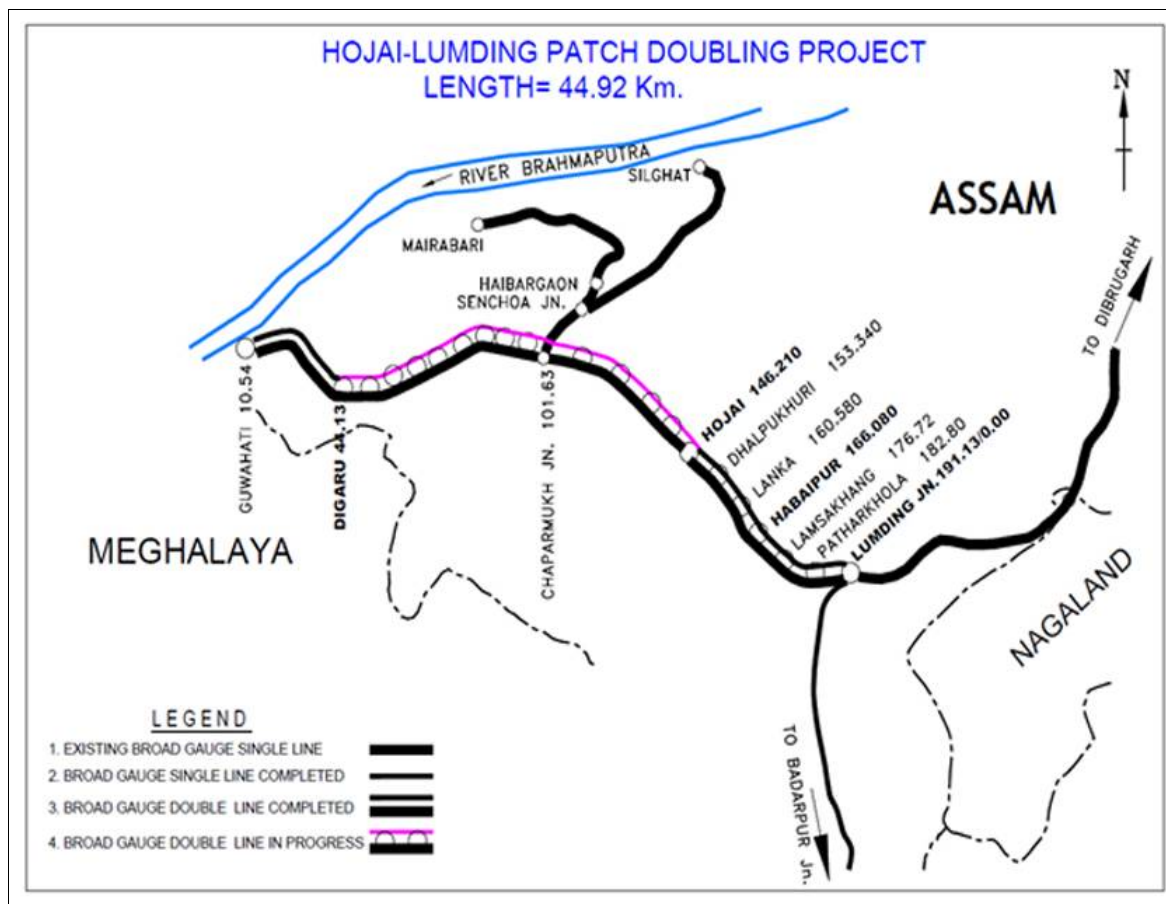 HOJAI-LUMDING PATCH DOUBLING PROJECT
LENGTH= 44.92 Km.
N
RIVER BRAHMAPUTRA
SILGHAT
ASSAM
MAIRABARI
HAIBARGAON
SENCHOA JN.
TO DIBRUGARH
GUWAHATI 10.54
DIGARU 44.13
CHAPARMUKH JN. 101.63
HOJAI 146.210
DHALPUKHURI 153.340
LANKA 160.580
HABAIPUR 166.080
LAMSAKHANG 176.72
PATHARKHOLA 182.80
LUMDING JN.191.13/0.00
MEGHALAYA
NAGALAND
TO BADARPUR Jn.
LEGEND
1. EXISTING BROAD GAUGE SINGLE LINE
2. BROAD GAUGE SINGLE LINE COMPLETED
3. BROAD GAUGE DOUBLE LINE COMPLETED
4. BROAD GAUGE DOUBLE LINE IN PROGRESS